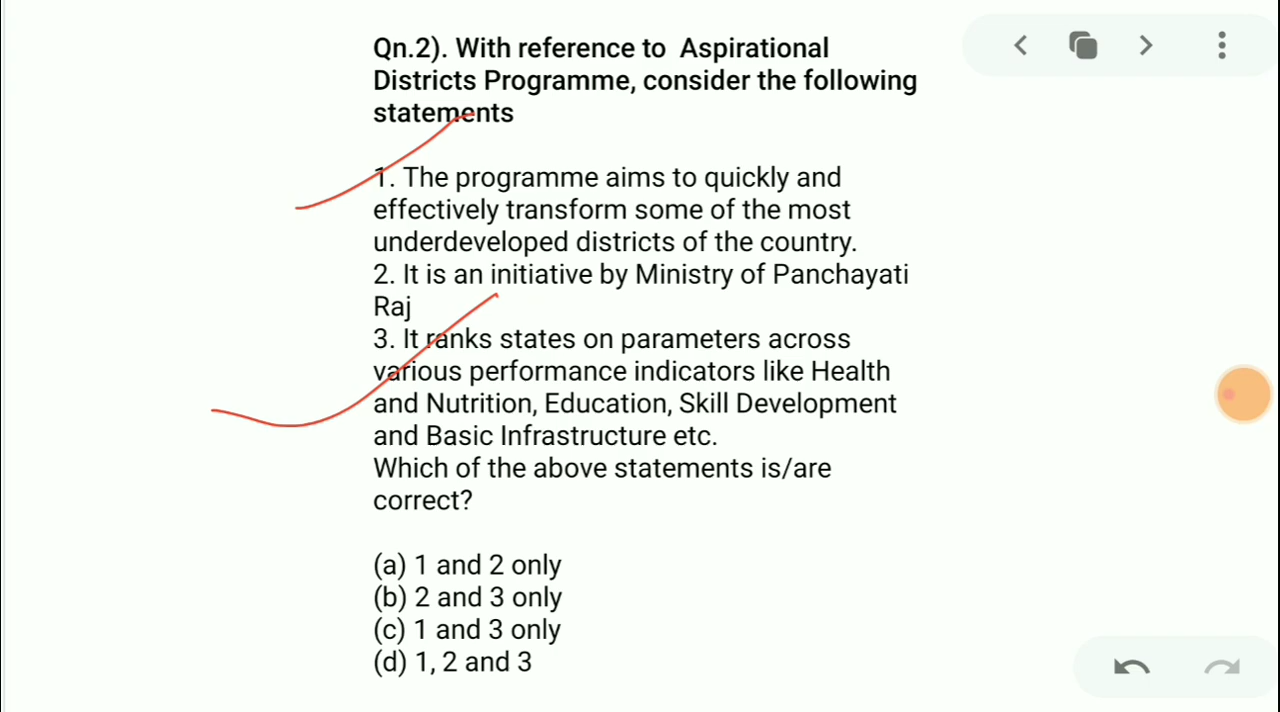 Qn.2). With reference to Aspirational
Districts Programme, consider the following
statements
1. The programme aims to quickly and
effectively transform some of the most
underdeveloped districts of the country.
2. It is an initiative by Ministry of Panchayati
Raj
3. It ranks states on parameters across
various performance indicators like Health
and Nutrition, Education, Skill Development
and Basic Infrastructure etc.
Which of the above statements is/are
correct?
(a) 1 and 2 only
(b) 2 and 3 only
(c) 1 and 3 only
(d) 1, 2 and 3